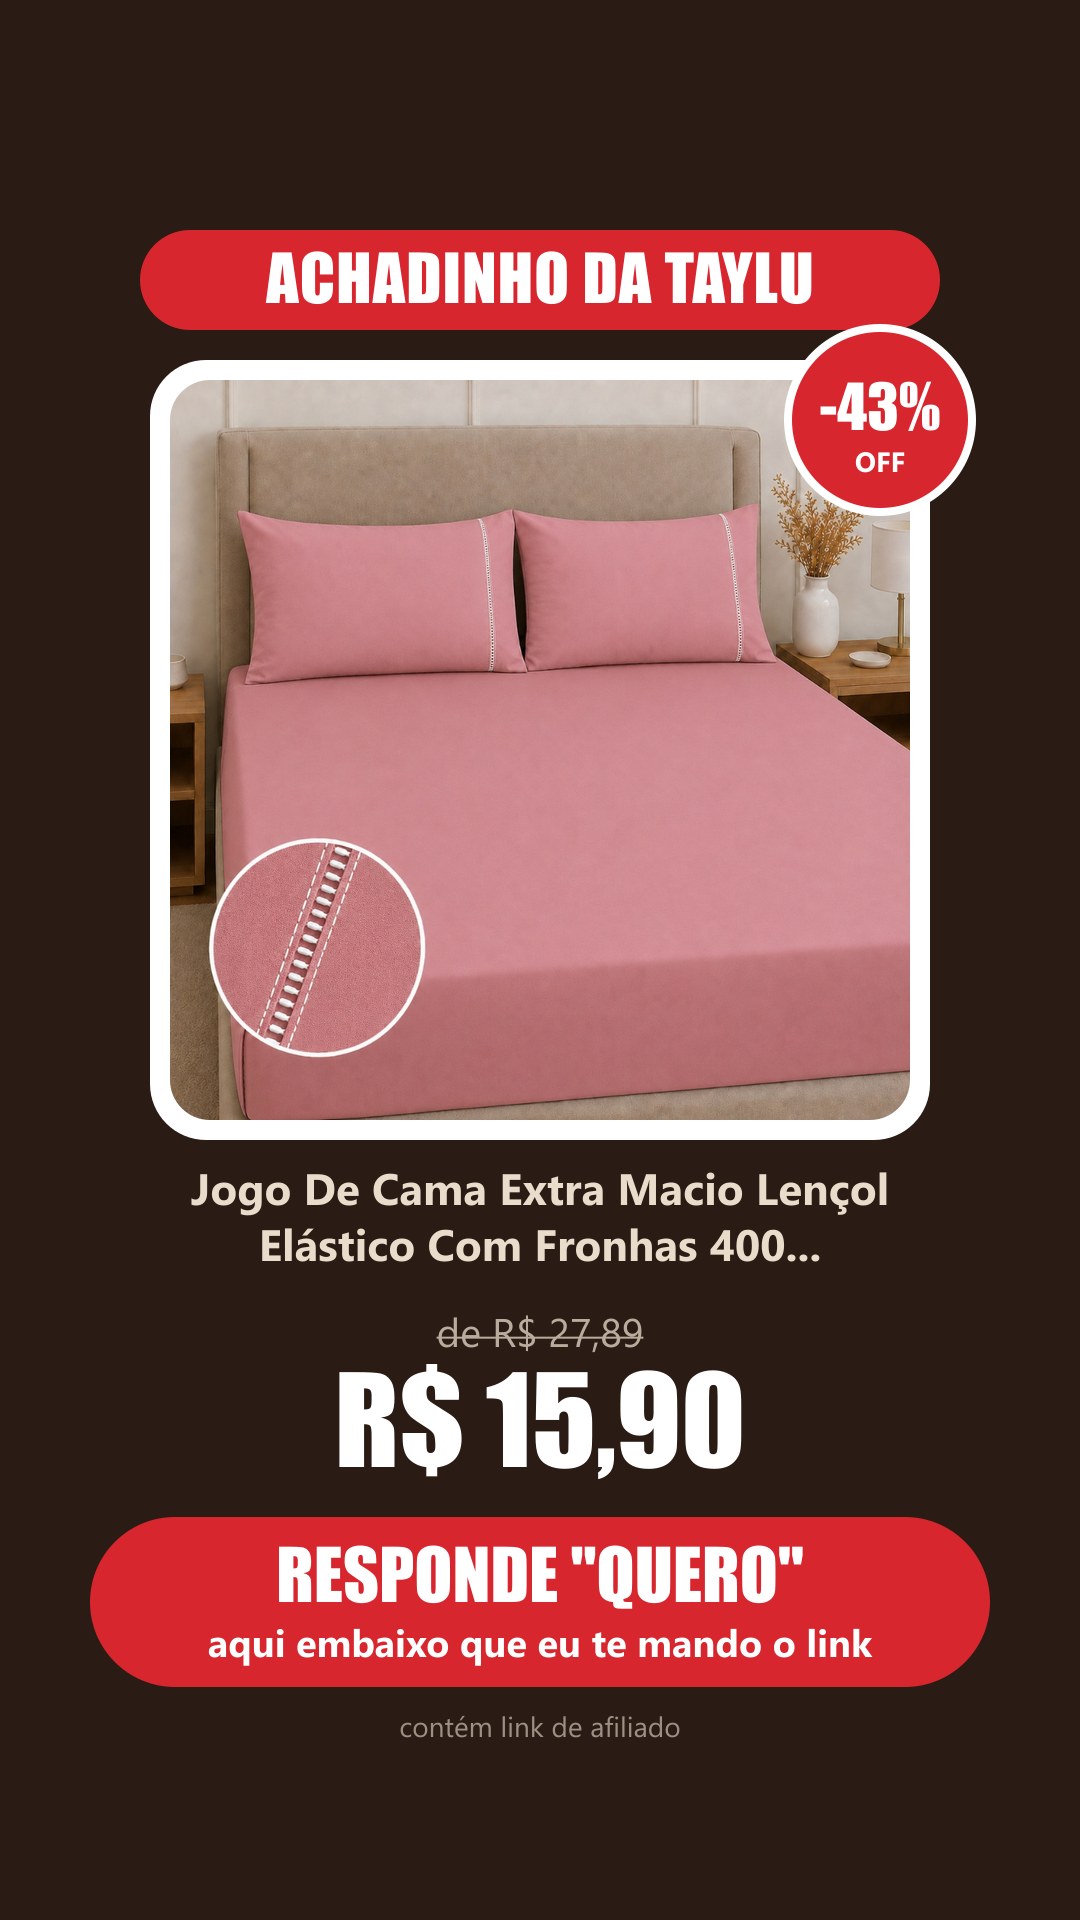 ACHADINHO DA TAYLU
-43%
OFF
Jogo De Cama Extra Macio Lençol
Elástico Com Fronhas 400...
de R$ 27,89
R$ 15,90
RESPONDE "QUERO"
aqui embaixo que eu te mando o link
contém link de afiliado